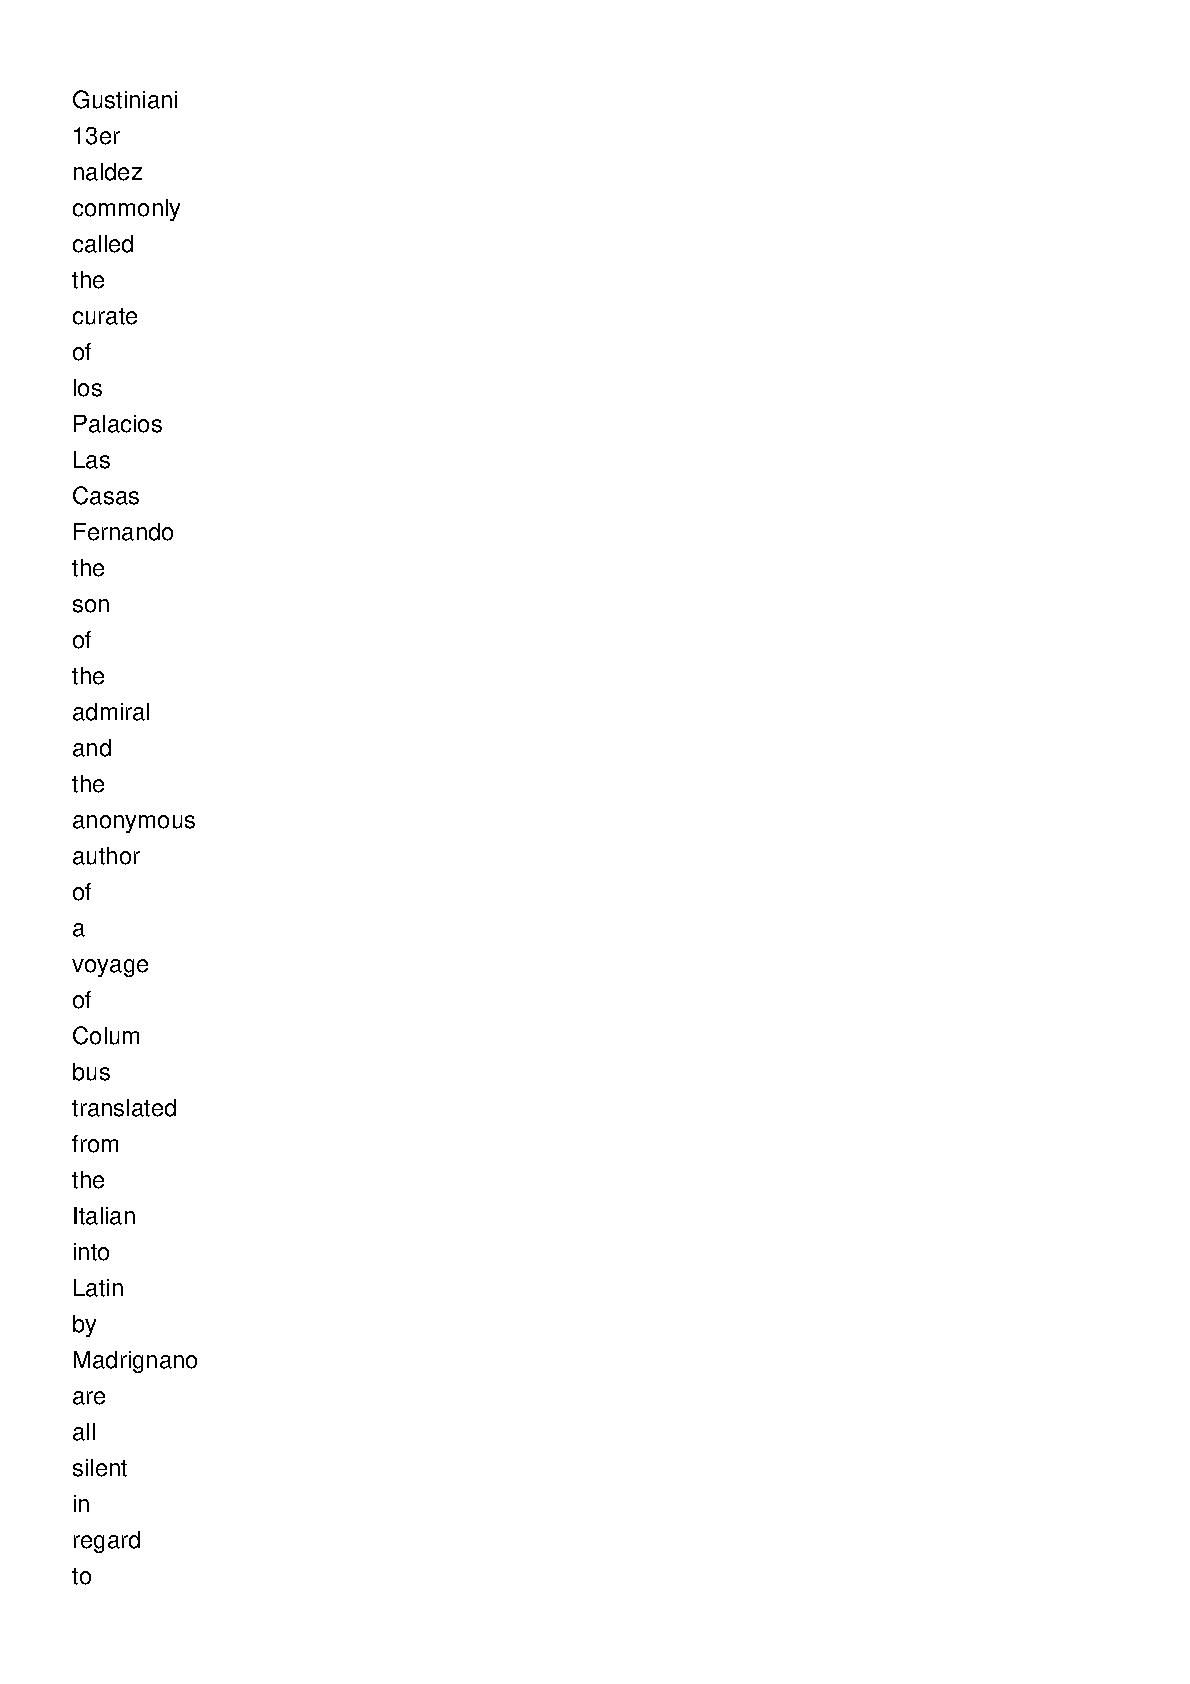 Gustiniani
13er
naldez
commonly
called
the
curate
of
los
Palacios
Las
Casas
Fernando
the
son
of
the
admiral
and
the
anonymous
author
of
a
voyage
of
Colum
bus
translated
from
the
Italian
into
Latin
by
Madrignano
are
all
silent
in
regard
to